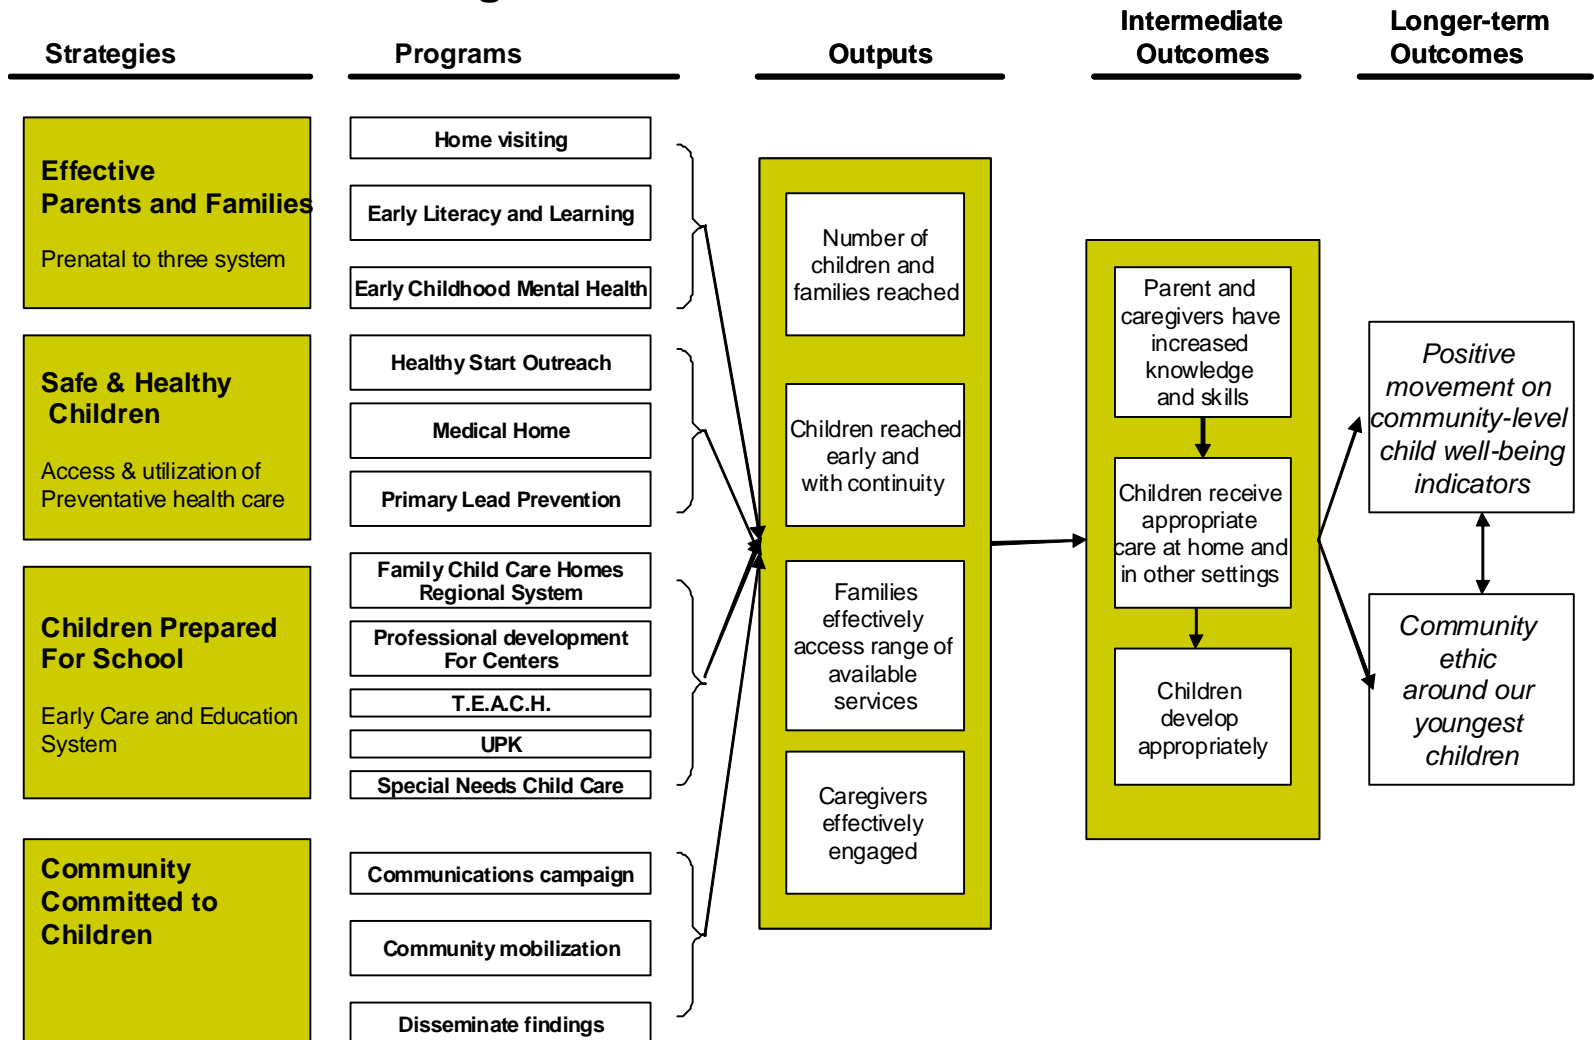 Strategies
Programs
Outputs
Intermediate
Outcomes
Longer-term
Outcomes
Effective
Parents and Families
Prenatal to three system
Home visiting
Early Literacy and Learning
Early Childhood Mental Health
Safe & Healthy
Children
Access & utilization of
Preventative health care
Healthy Start Outreach
Medical Home
Primary Lead Prevention
Children Prepared
For School
Early Care and Education
System
Family Child Care Homes
Regional System
Professional development
For Centers
T.E.A.C.H.
UPK
Special Needs Child Care
Community
Committed to
Children
Communications campaign
Community mobilization
Disseminate findings
Number of
children and
families reached
Children reached
early and
with continuity
Families
effectively
access range of
available
services
Caregivers
effectively
engaged
Parent and
caregivers have
increased
knowledge
and skills
Children receive
appropriate
care at home and
in other settings
Children
develop
appropriately
Positive
movement on
community-level
child well-being
indicators
Community
ethic
around our
youngest
children